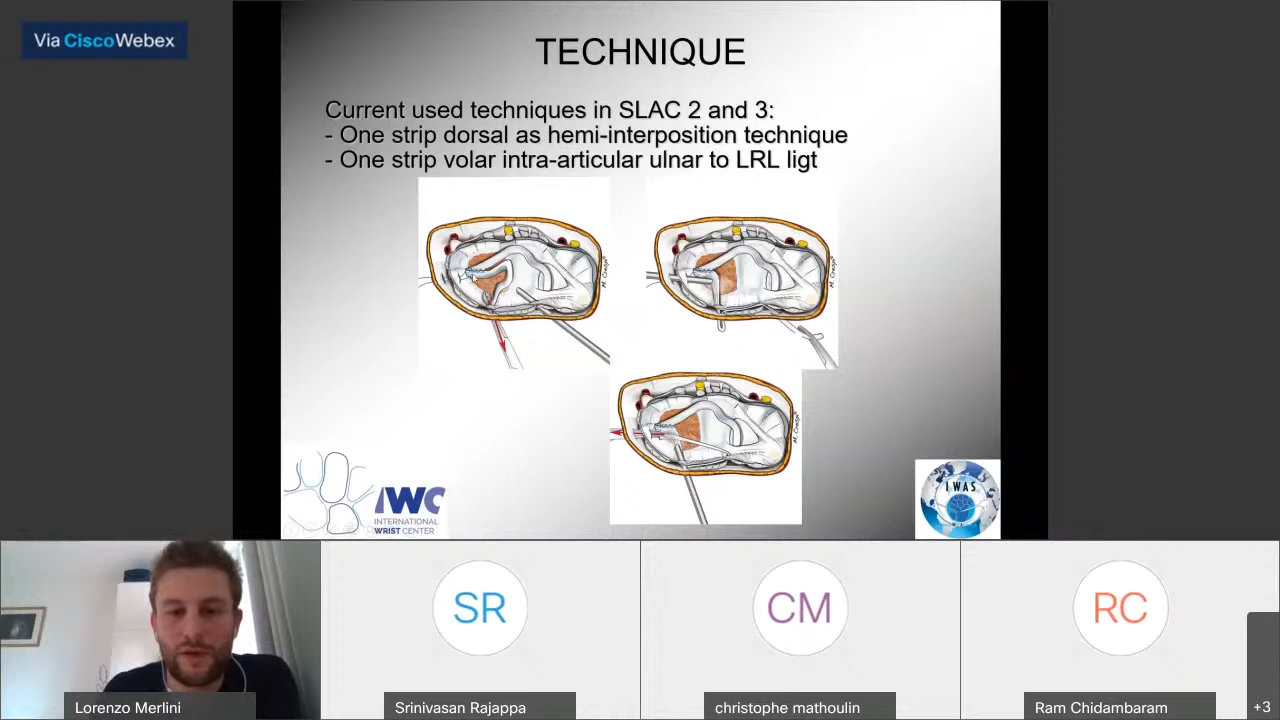 Via CiscoWebex
TECHNIQUE
Current used techniques in SLAC 2 and 3:
- One strip dorsal as hemi-interposition technique
- One strip volar intra-articular ulnar to LRL ligt
IWC
INTERNATIONAL
WRIST CENTER
IWAS
SR
CM
RC
Lorenzo Merlini
Srinivasan Rajappa
christophe mathoulin
Ram Chidambaram
+3